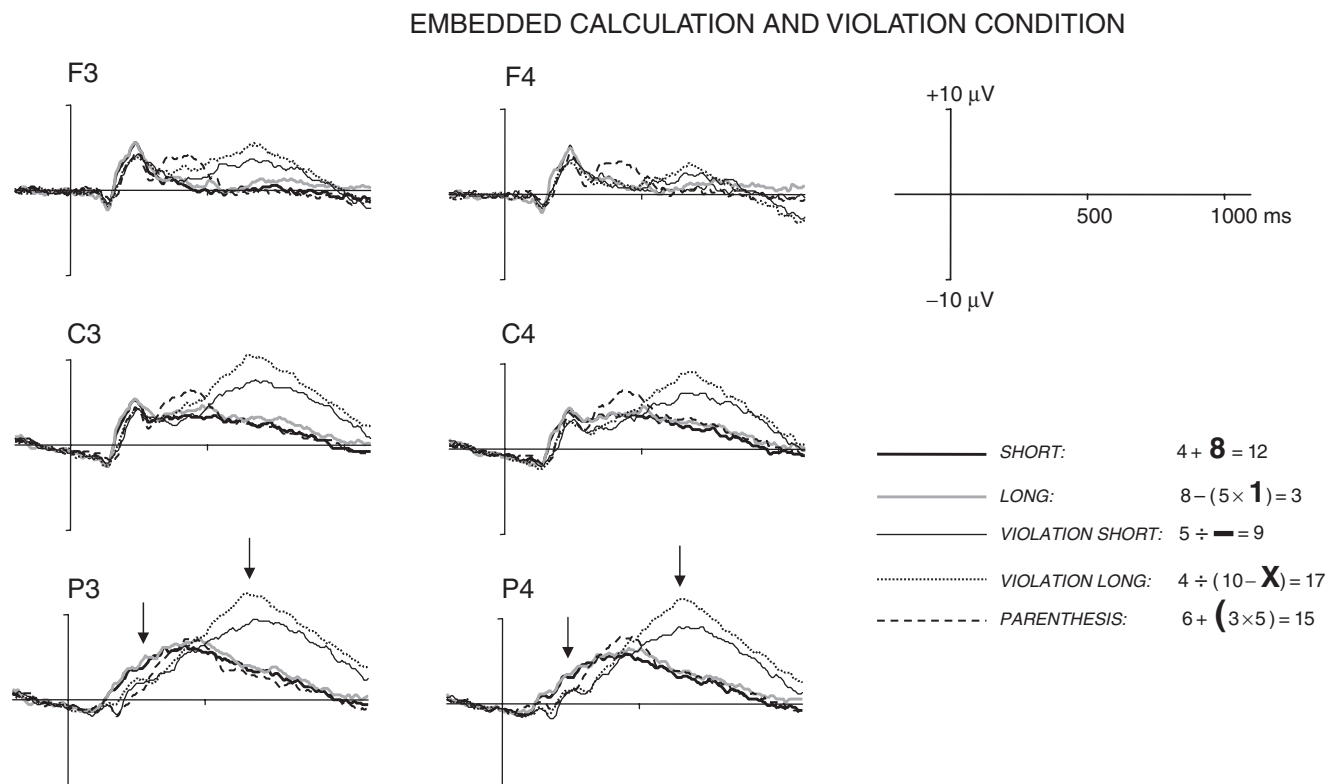 EMBEDDED CALCULATION AND VIOLATION CONDITION
F3
F4
+10 μV
500
1000 ms
−10 μV
C3
C4
SHORT: 4 + 8 = 12
LONG: 8 − ( 5 × 1 ) = 3
VIOLATION SHORT: 5 ÷ − = 9
VIOLATION LONG: 4 ÷ ( 10 − X ) = 17
PARENTHESIS: 6 + ( 3 × 5 ) = 15
P3
P4